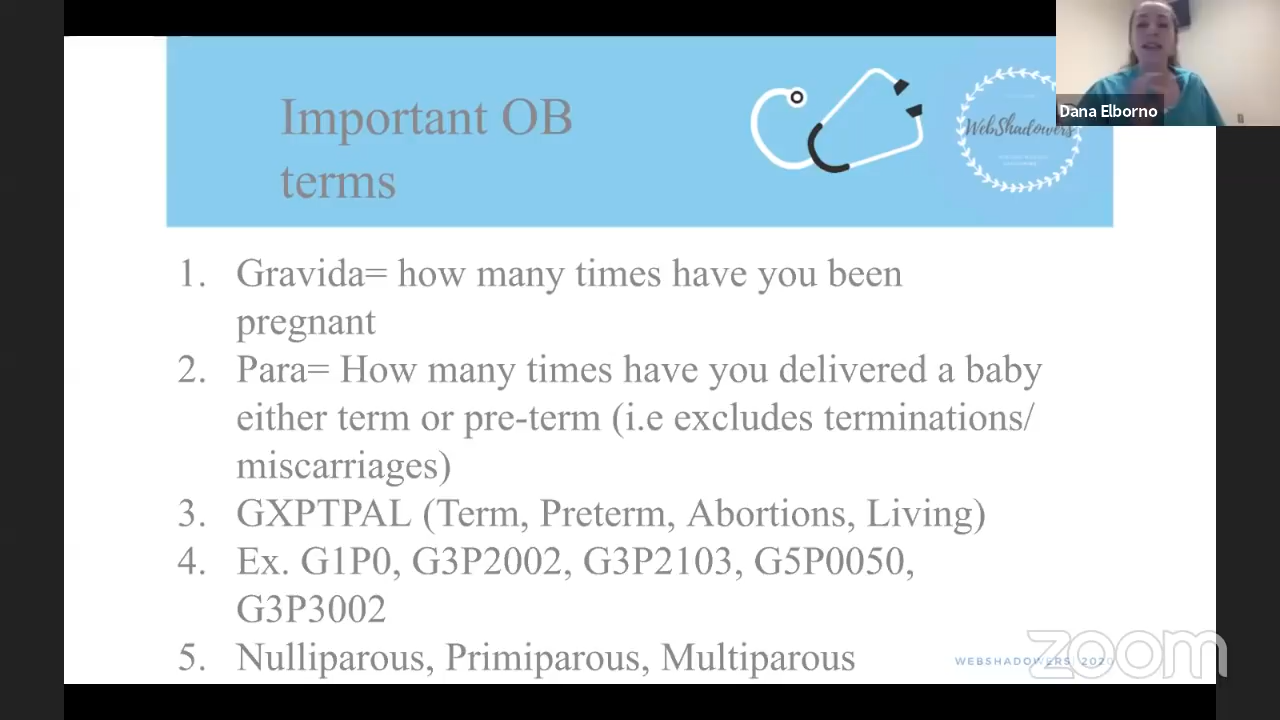 Important OB
terms
WebShadowers
Dana Elborno
1. Gravida= how many times have you been
pregnant
2. Para= How many times have you delivered a baby
either term or pre-term (i.e excludes terminations/
miscarriages)
3. GXPTPAL (Term, Preterm, Abortions, Living)
4. Ex. G1P0, G3P2002, G3P2103, G5P0050,
G3P3002
5. Nulliparous, Primiparous, Multiparous
WEBSHADOWERS 2020
zoom